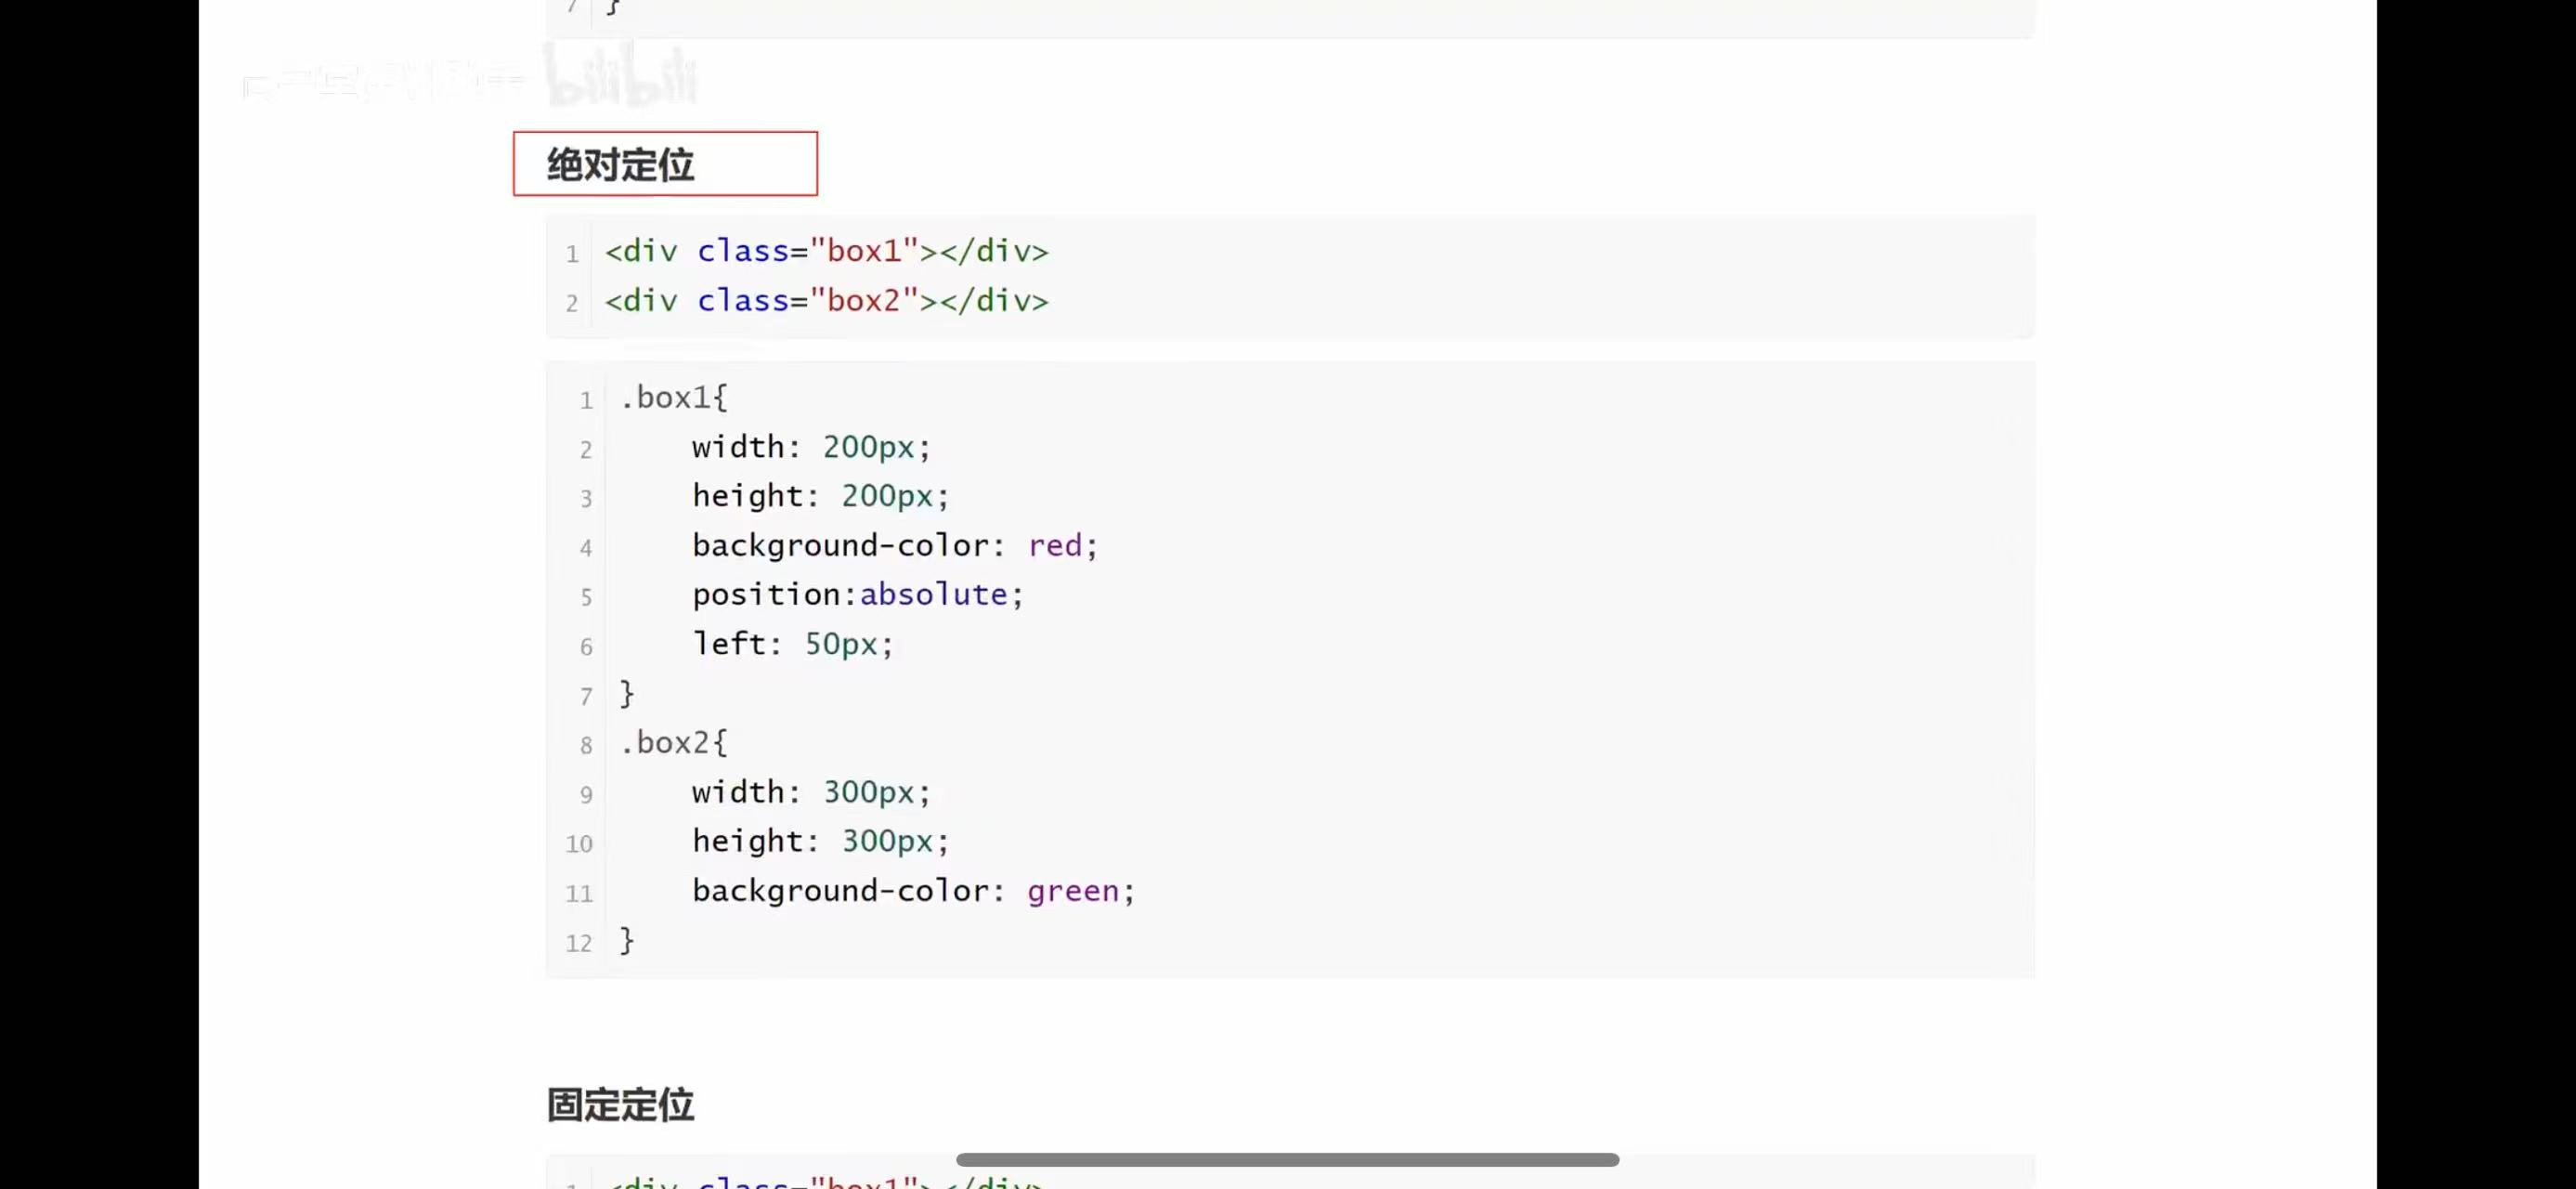 7 }
bilibili
绝对定位
1 <div class="box1"></div>
2 <div class="box2"></div>
1 .box1{
2     width: 200px;
3     height: 200px;
4     background-color: red;
5     position:absolute;
6     left: 50px;
7 }
8 .box2{
9     width: 300px;
10     height: 300px;
11     background-color: green;
12 }
固定定位
1 <div class="box1"></div>